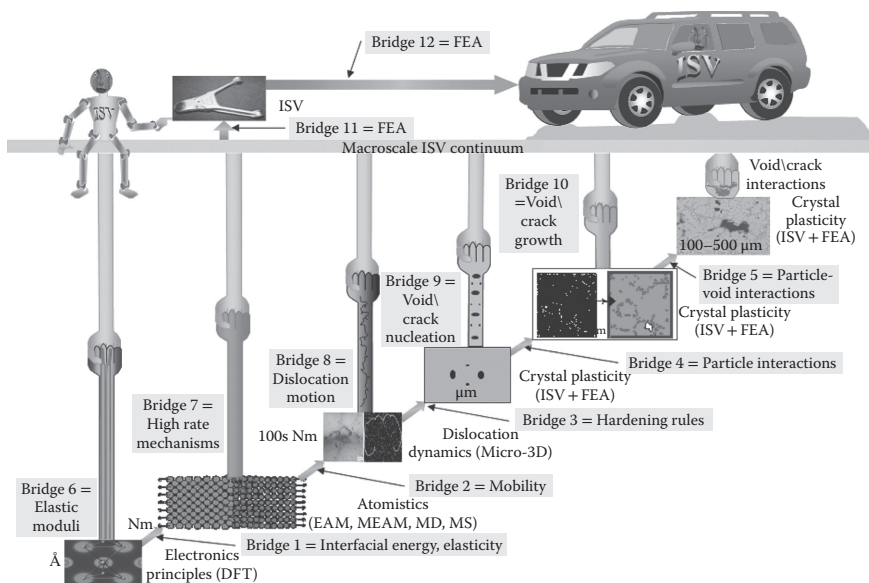 Bridge 12 = FEA
ISV
ISV
ISV
Bridge 11 = FEA
Macroscale ISV continuum
Void\crack
interactions
Crystal
plasticity
(ISV + FEA)
100–500 µm
Bridge 10
=Void\
crack
growth
Bridge 5 = Particle-
void interactions
Crystal plasticity
(ISV + FEA)
Bridge 9 =
Void\
crack
nucleation
m
Bridge 4 = Particle interactions
Crystal plasticity
(ISV + FEA)
µm
Bridge 8 =
Dislocation
motion
Bridge 3 = Hardening rules
Dislocation
dynamics (Micro-3D)
100s Nm
Bridge 7 =
High rate
mechanisms
Bridge 2 = Mobility
Atomistics
(EAM, MEAM, MD, MS)
Nm
Bridge 6 =
Elastic
moduli
Bridge 1 = Interfacial energy, elasticity
Electronics
principles (DFT)
Å